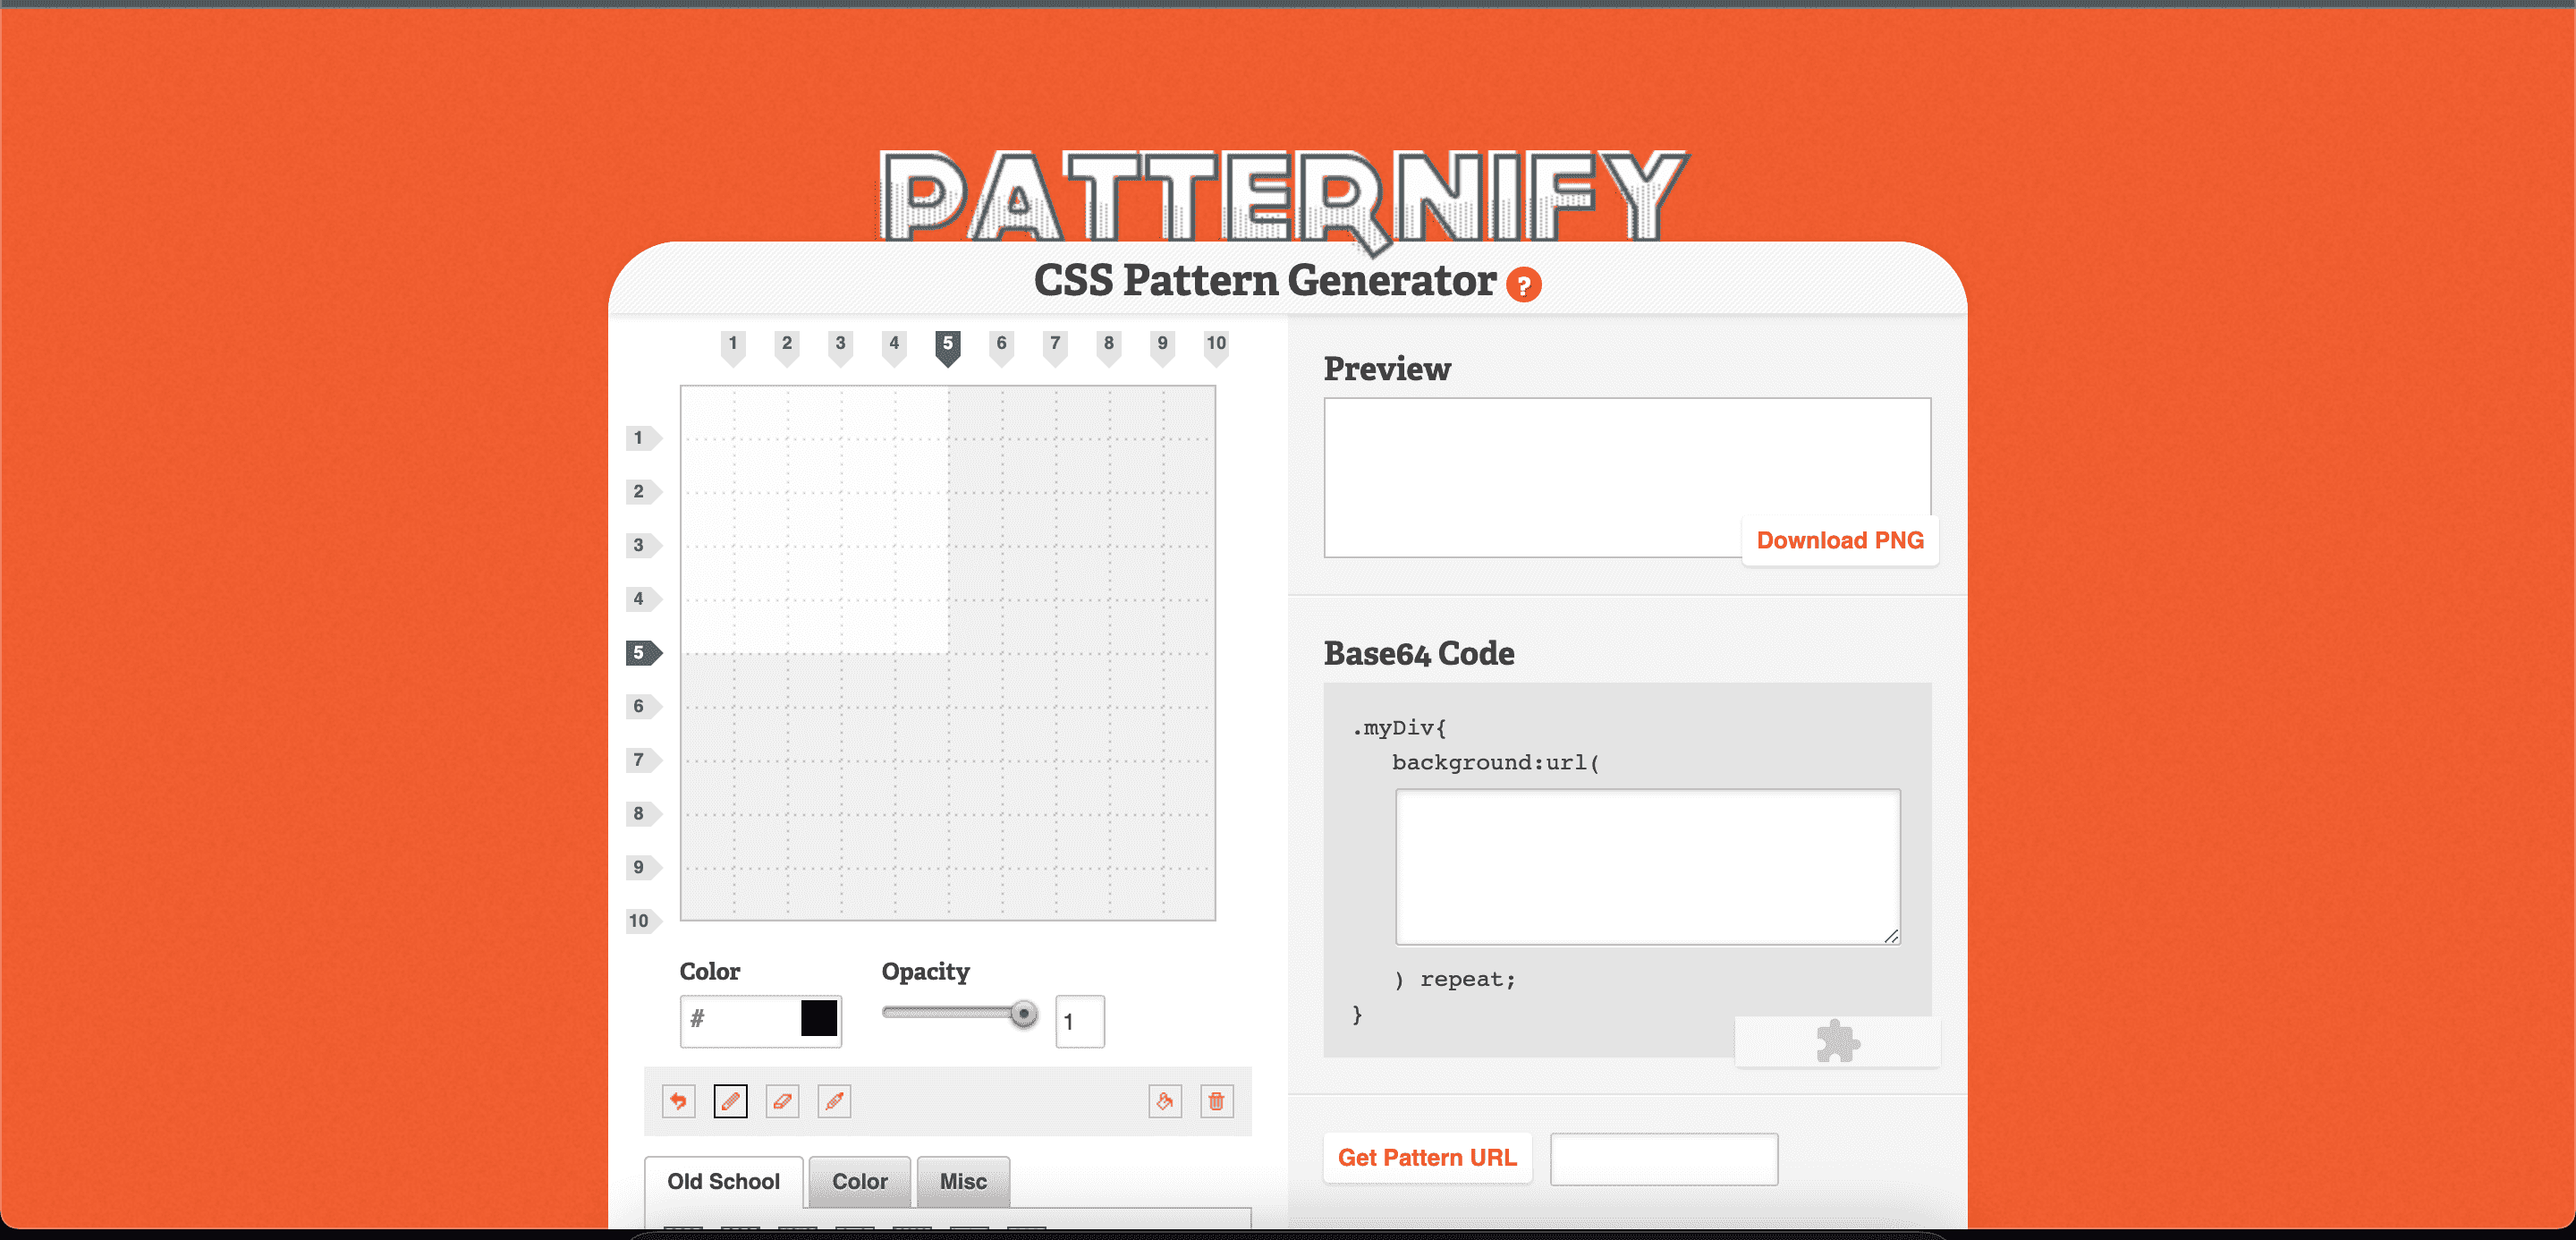 PATTERNIFY
CSS Pattern Generator ?
1 2 3 4 5 6 7 8 9 10
1
2
3
4
5
6
7
8
9
10
Color
Opacity
#
1
Old School
Color
Misc
Preview
Download PNG
Base64 Code
.myDiv{
background:url(
) repeat;
}
Get Pattern URL